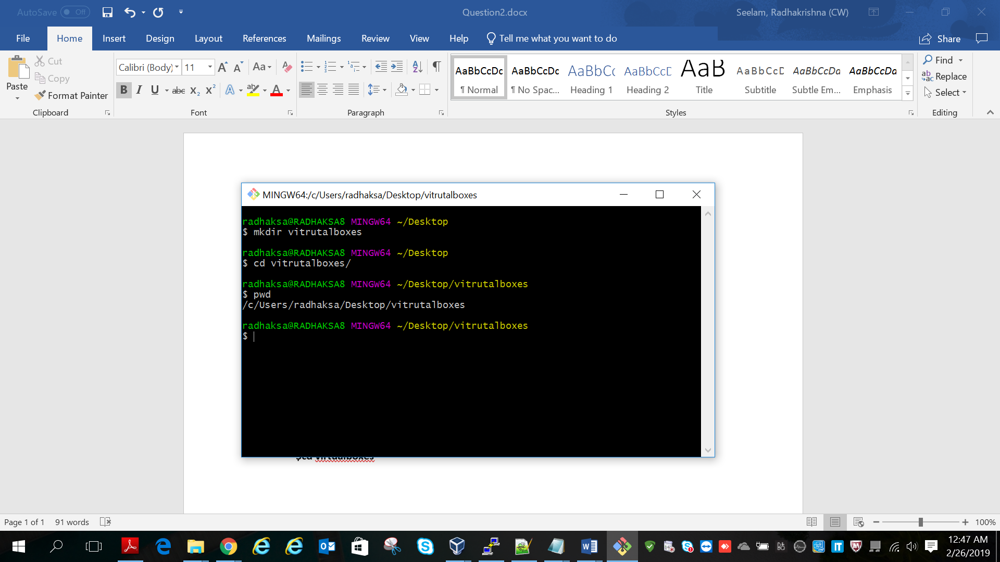 AutoSave Off
Question2.docx
Seelam, Radhakrishna (CW)
File Home Insert Design Layout References Mailings Review View Help Tell me what you want to do
Share
Paste
Cut
Copy
Format Painter
Clipboard
Calibri (Body) 11
Font
Paragraph
AaBbCcDc AaBbCcDc AaBbCc AaBbCcD AaB AaBbCcD AaBbCcDd AaBbCcDd
¶ Normal ¶ No Spac... Heading 1 Heading 2 Title Subtitle Subtle Em... Emphasis
Styles
Find
Replace
Select
Editing
MINGW64:/c/Users/radhaksa/Desktop/vitrutalboxes
radhaksa@RADHAKSA8 MINGW64 ~/Desktop
$ mkdir vitrutalboxes
radhaksa@RADHAKSA8 MINGW64 ~/Desktop
$ cd vitrutalboxes/
radhaksa@RADHAKSA8 MINGW64 ~/Desktop/vitrutalboxes
$ pwd
/c/Users/radhaksa/Desktop/vitrutalboxes
radhaksa@RADHAKSA8 MINGW64 ~/Desktop/vitrutalboxes
$
$cd virtualboxes
Page 1 of 1 91 words
100%
12:47 AM
2/26/2019